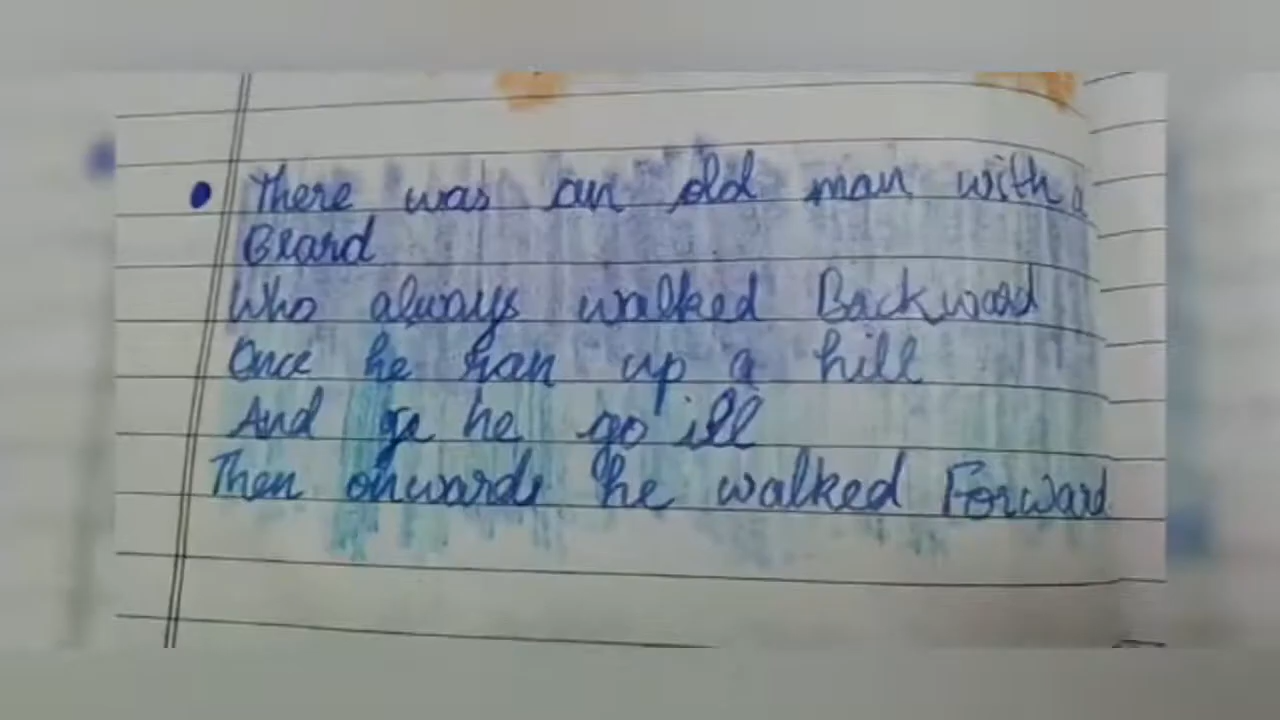 There was an old man with a
Beard
Who always walked Backward
Once he ran up a hill
And ge he go ill
Then onwards he walked Forward